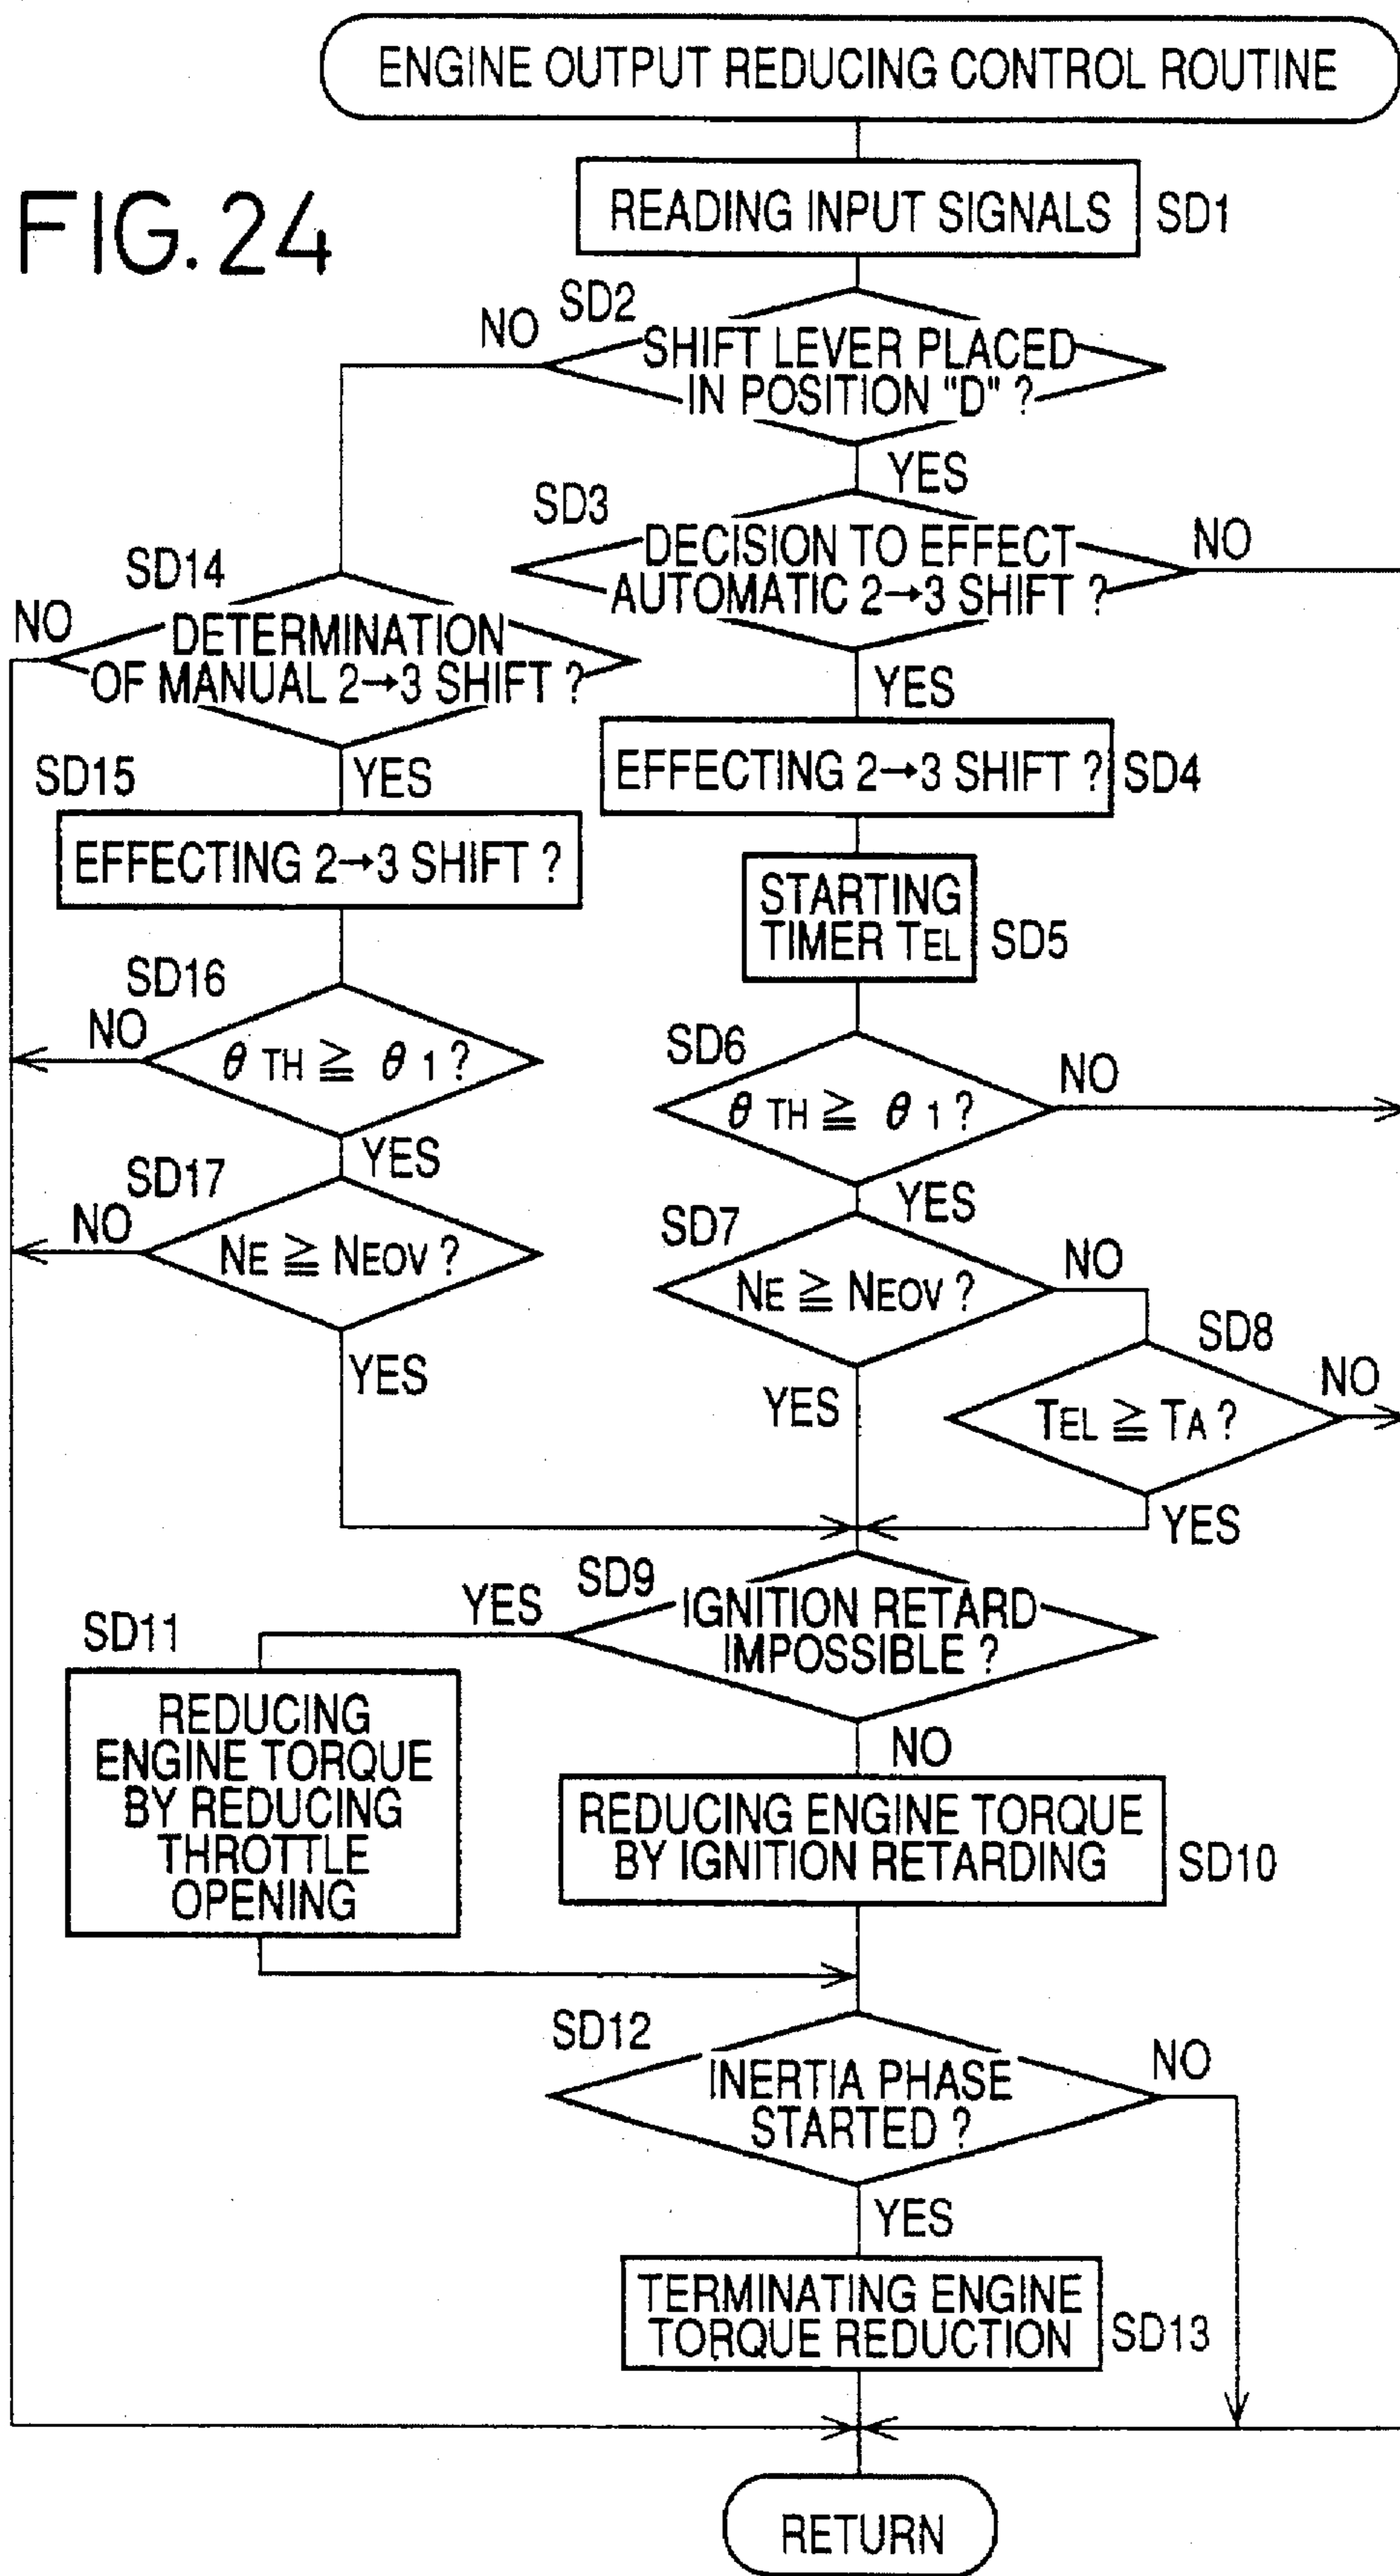 ENGINE OUTPUT REDUCING CONTROL ROUTINE
FIG. 24
READING INPUT SIGNALS
SD1
SD2
NO
SHIFT LEVER PLACED
IN POSITION "D" ?
YES
SD3
DECISION TO EFFECT
AUTOMATIC 2→3 SHIFT ?
NO
SD14
NO
DETERMINATION
OF MANUAL 2→3 SHIFT ?
YES
YES
EFFECTING 2→3 SHIFT ?
SD4
SD15
EFFECTING 2→3 SHIFT ?
STARTING
TIMER TEL
SD5
SD16
NO
θ TH ≧ θ 1 ?
YES
SD6
θ TH ≧ θ 1 ?
NO
YES
SD17
NO
NE ≧ NEOV ?
YES
SD7
NE ≧ NEOV ?
NO
YES
SD8
TEL ≧ TA ?
NO
YES
SD9
YES
IGNITION RETARD
IMPOSSIBLE ?
NO
SD11
REDUCING
ENGINE TORQUE
BY REDUCING
THROTTLE
OPENING
REDUCING ENGINE TORQUE
BY IGNITION RETARDING
SD10
SD12
INERTIA PHASE
STARTED ?
NO
YES
TERMINATING ENGINE
TORQUE REDUCTION
SD13
RETURN